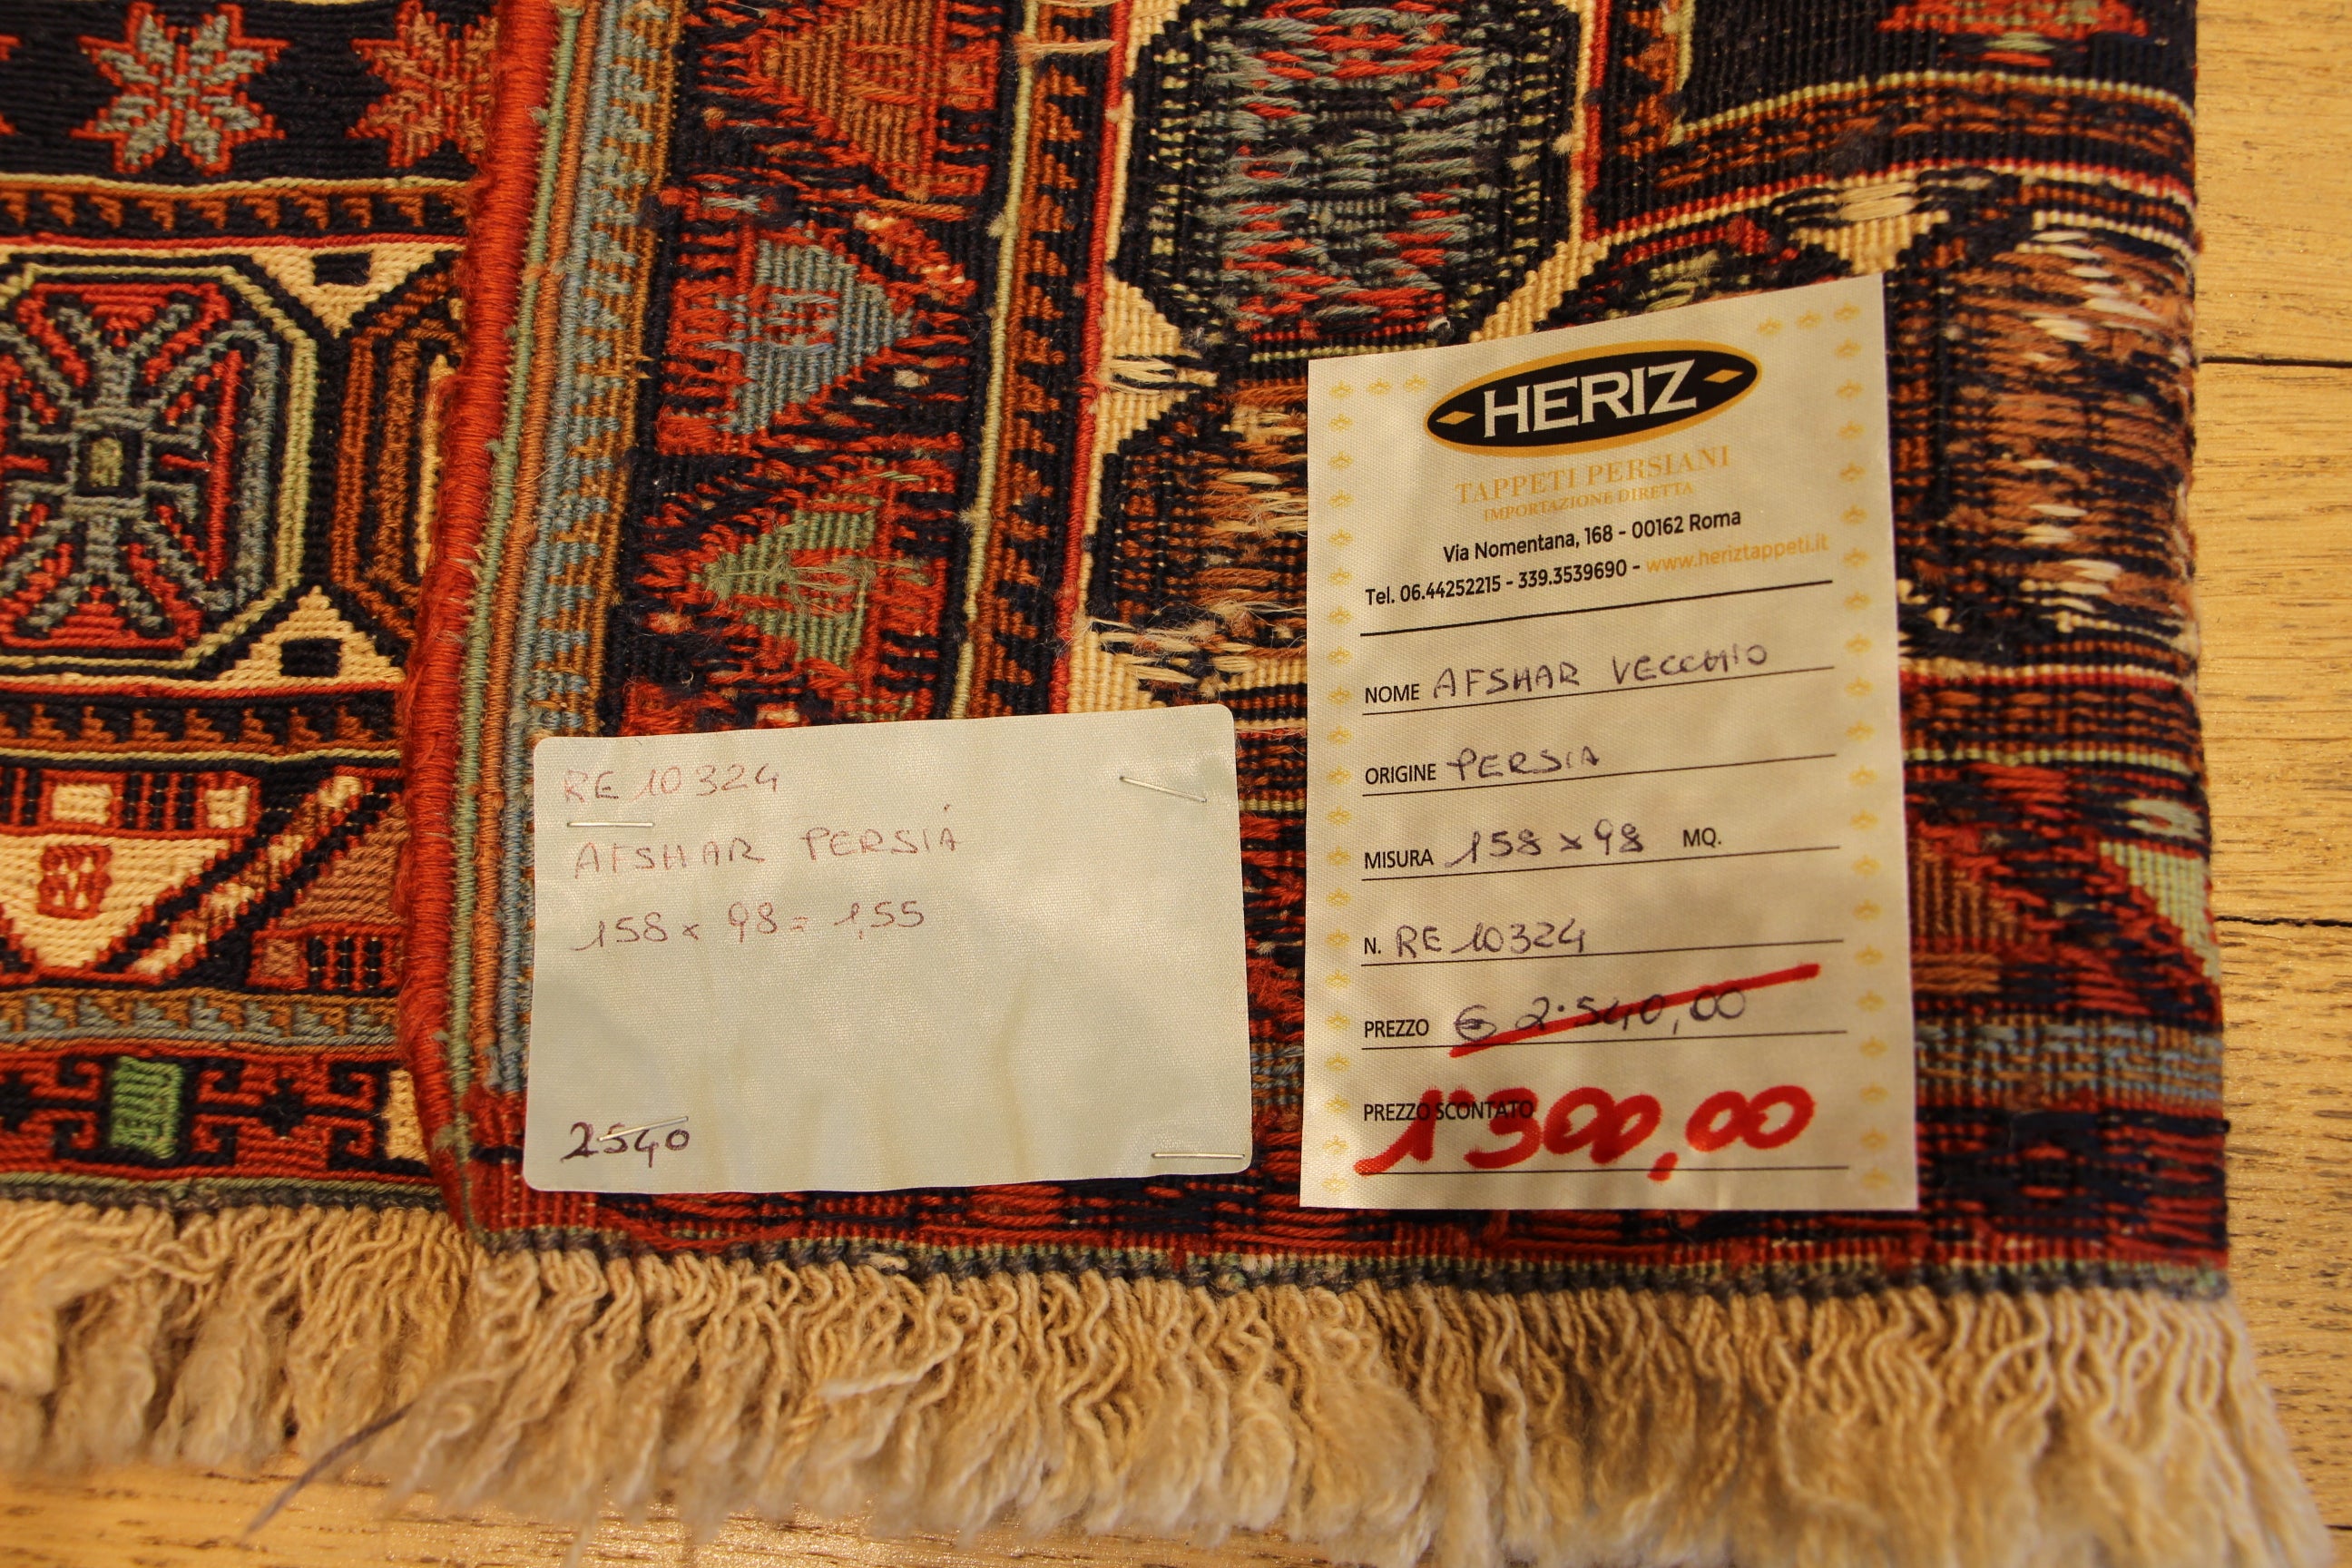 RE 10324
AFSHAR PERSIA
158 x 98 = 1,55
2540
HERIZ
TAPPETI PERSIANI
IMPORTAZIONE DIRETTA
Via Nomentana, 168 - 00162 Roma
Tel. 06.44252215 - 339.3539690 - www.heriztappeti.it
NOME AFSHAR VECCHIO
ORIGINE PERSIA
MISURA 158 x 98 MQ.
N. RE 10324
PREZZO € 2.540,00
PREZZO SCONTATO 1'300,00